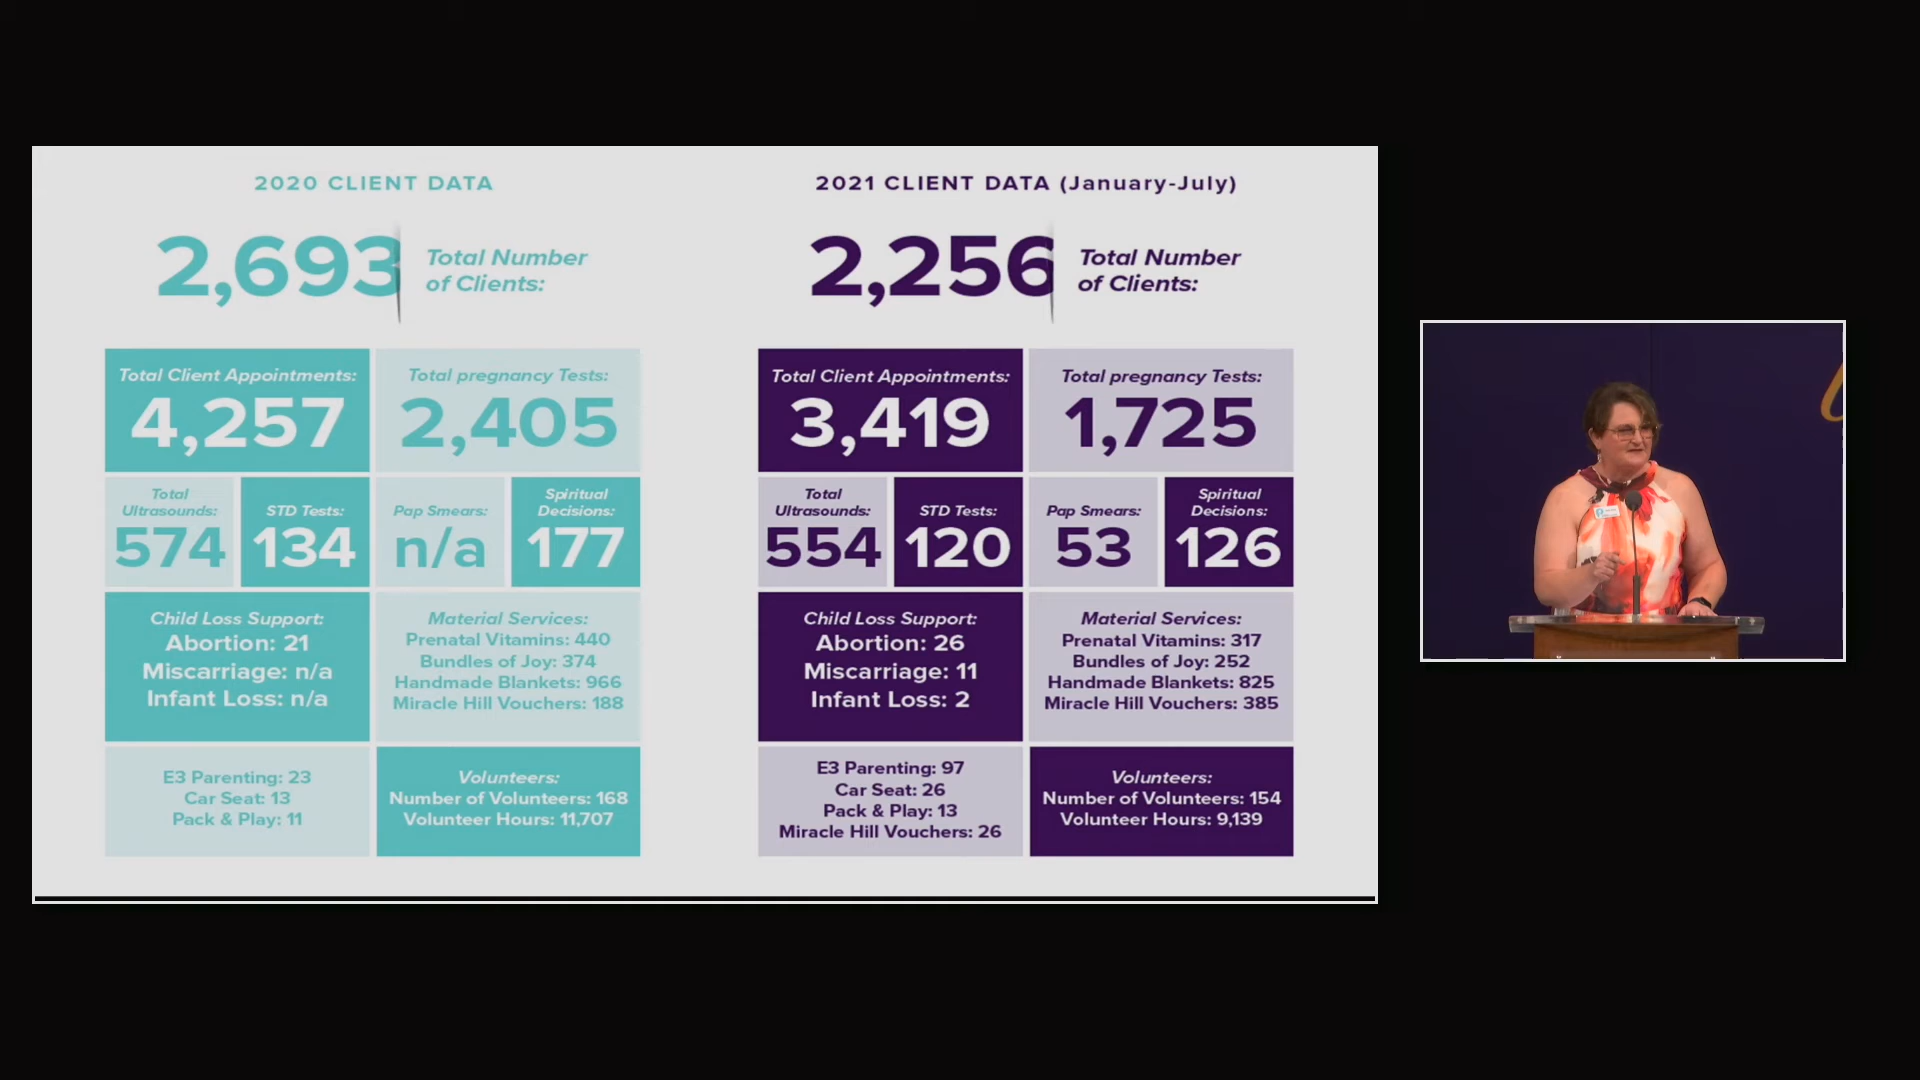 2020 CLIENT DATA
2,693
Total Number
of Clients:
Total Client Appointments:
4,257
Total pregnancy Tests:
2,405
Total
Ultrasounds:
574
STD Tests:
134
Pap Smears:
n/a
Spiritual
Decisions:
177
Child Loss Support:
Abortion: 21
Miscarriage: n/a
Infant Loss: n/a
Material Services:
Prenatal Vitamins: 440
Bundles of Joy: 374
Handmade Blankets: 966
Miracle Hill Vouchers: 188
E3 Parenting: 23
Car Seat: 13
Pack & Play: 11
Volunteers:
Number of Volunteers: 168
Volunteer Hours: 11,707
2021 CLIENT DATA (January-July)
2,256
Total Number
of Clients:
Total Client Appointments:
3,419
Total pregnancy Tests:
1,725
Total
Ultrasounds:
554
STD Tests:
120
Pap Smears:
53
Spiritual
Decisions:
126
Child Loss Support:
Abortion: 26
Miscarriage: 11
Infant Loss: 2
Material Services:
Prenatal Vitamins: 317
Bundles of Joy: 252
Handmade Blankets: 825
Miracle Hill Vouchers: 385
E3 Parenting: 97
Car Seat: 26
Pack & Play: 13
Miracle Hill Vouchers: 26
Volunteers:
Number of Volunteers: 154
Volunteer Hours: 9,139